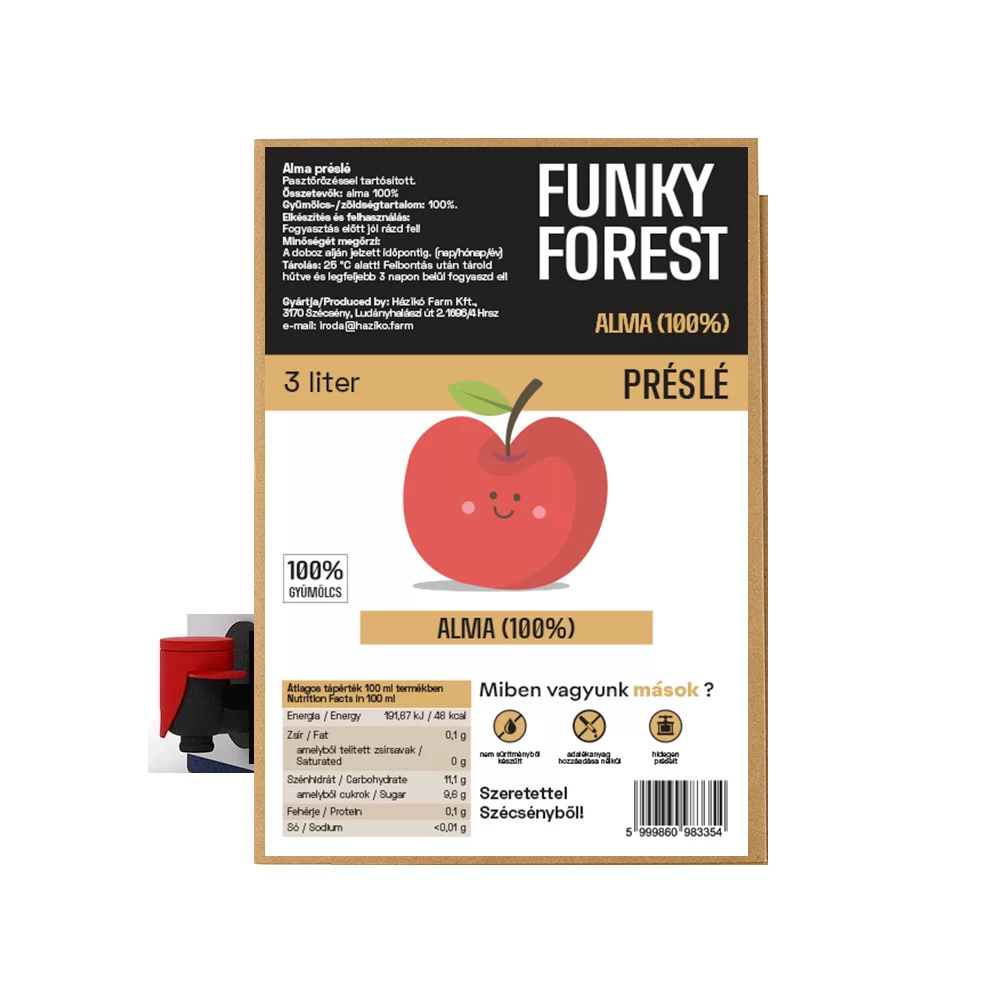 Alma préslé
Pasztőrözéssel tartósított.
Összetevők: alma 100%
Gyümölcs-/zöldségtartalom: 100%.
Elkészítés és felhasználás:
Fogyasztás előtt jól rázd fel!
Minőségét megőrzi:
A doboz alján jelzett időpontig. (nap/hónap/év)
Tárolás: 25 °C alatt! Felbontás után tárold
hűtve és legfeljebb 3 napon belül fogyaszd el!
Gyártja/Produced by: Házikó Farm Kft.,
3170 Szécsény, Ludányhalászi út 2. 1696/4 Hrsz
e-mail: iroda@haziko.farm
FUNKY
FOREST
ALMA (100%)
3 liter
PRÉSLÉ
100%
GYÜMÖLCS
ALMA (100%)
Átlagos tápérték 100 ml termékben
Nutrition Facts in 100 ml
Energia / Energy 191,67 kJ / 46 kcal
Zsír / Fat 0,1 g
amelyből telített zsírsavak /
Saturated 0 g
Szénhidrát / Carbohydrate 11,1 g
amelyből cukrok / Sugar 9,6 g
Fehérje / Protein 0,1 g
Só / Sodium <0,01 g
Miben vagyunk mások ?
nem sűrítményből
készült
adalékanyag
hozzáadása nélkül
hidegen
préselt
Szeretettel
Szécsényből!
5 999860 983354